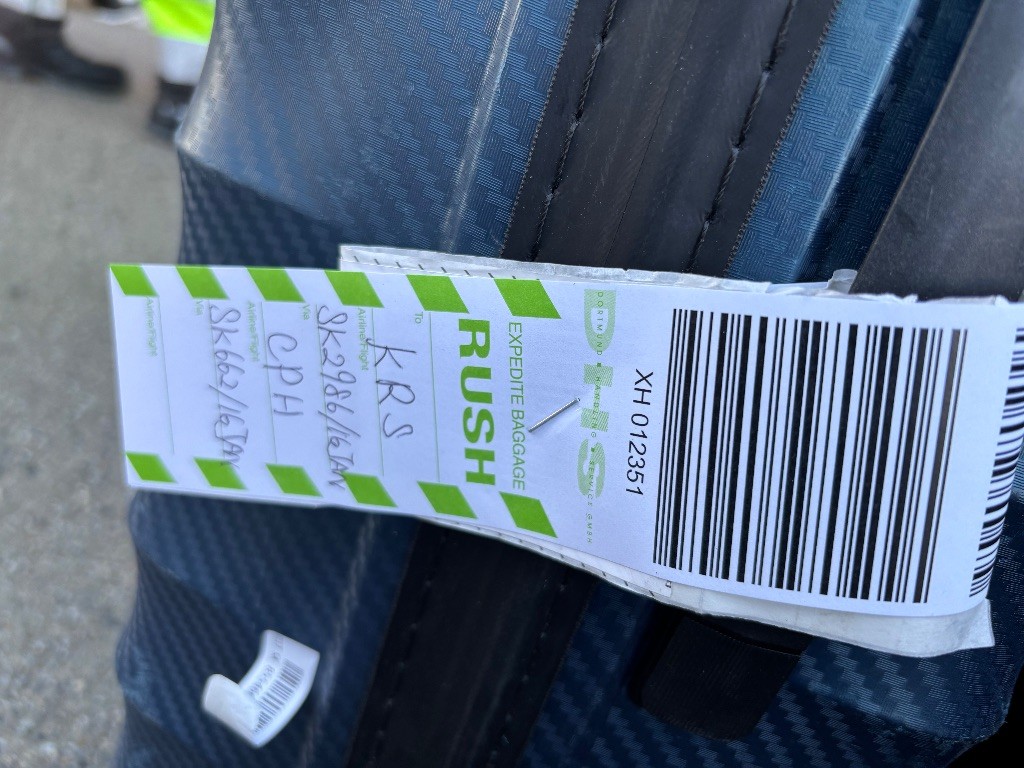 XH 012351
DORTMUND HANDLING SERVICE GMBH
EXPEDITE BAGGAGE
RUSH
To
KRS
Airline/Flight
SK2986/16JAN
Via
CPH
Airline/Flight
SK662/16JAN
Via
Airline/Flight